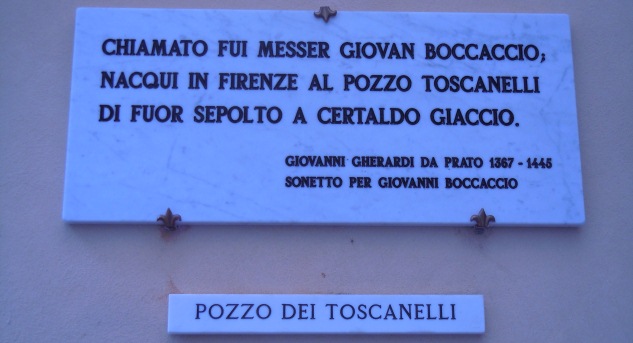 CHIAMATO FUI MESSER GIOVAN BOCCACCIO;
NACQUI IN FIRENZE AL POZZO TOSCANELLI
DI FUOR SEPOLTO A CERTALDO GIACCIO.
GIOVANNI GHERARDI DA PRATO 1367 - 1445
SONETTO PER GIOVANNI BOCCACCIO
POZZO DEI TOSCANELLI